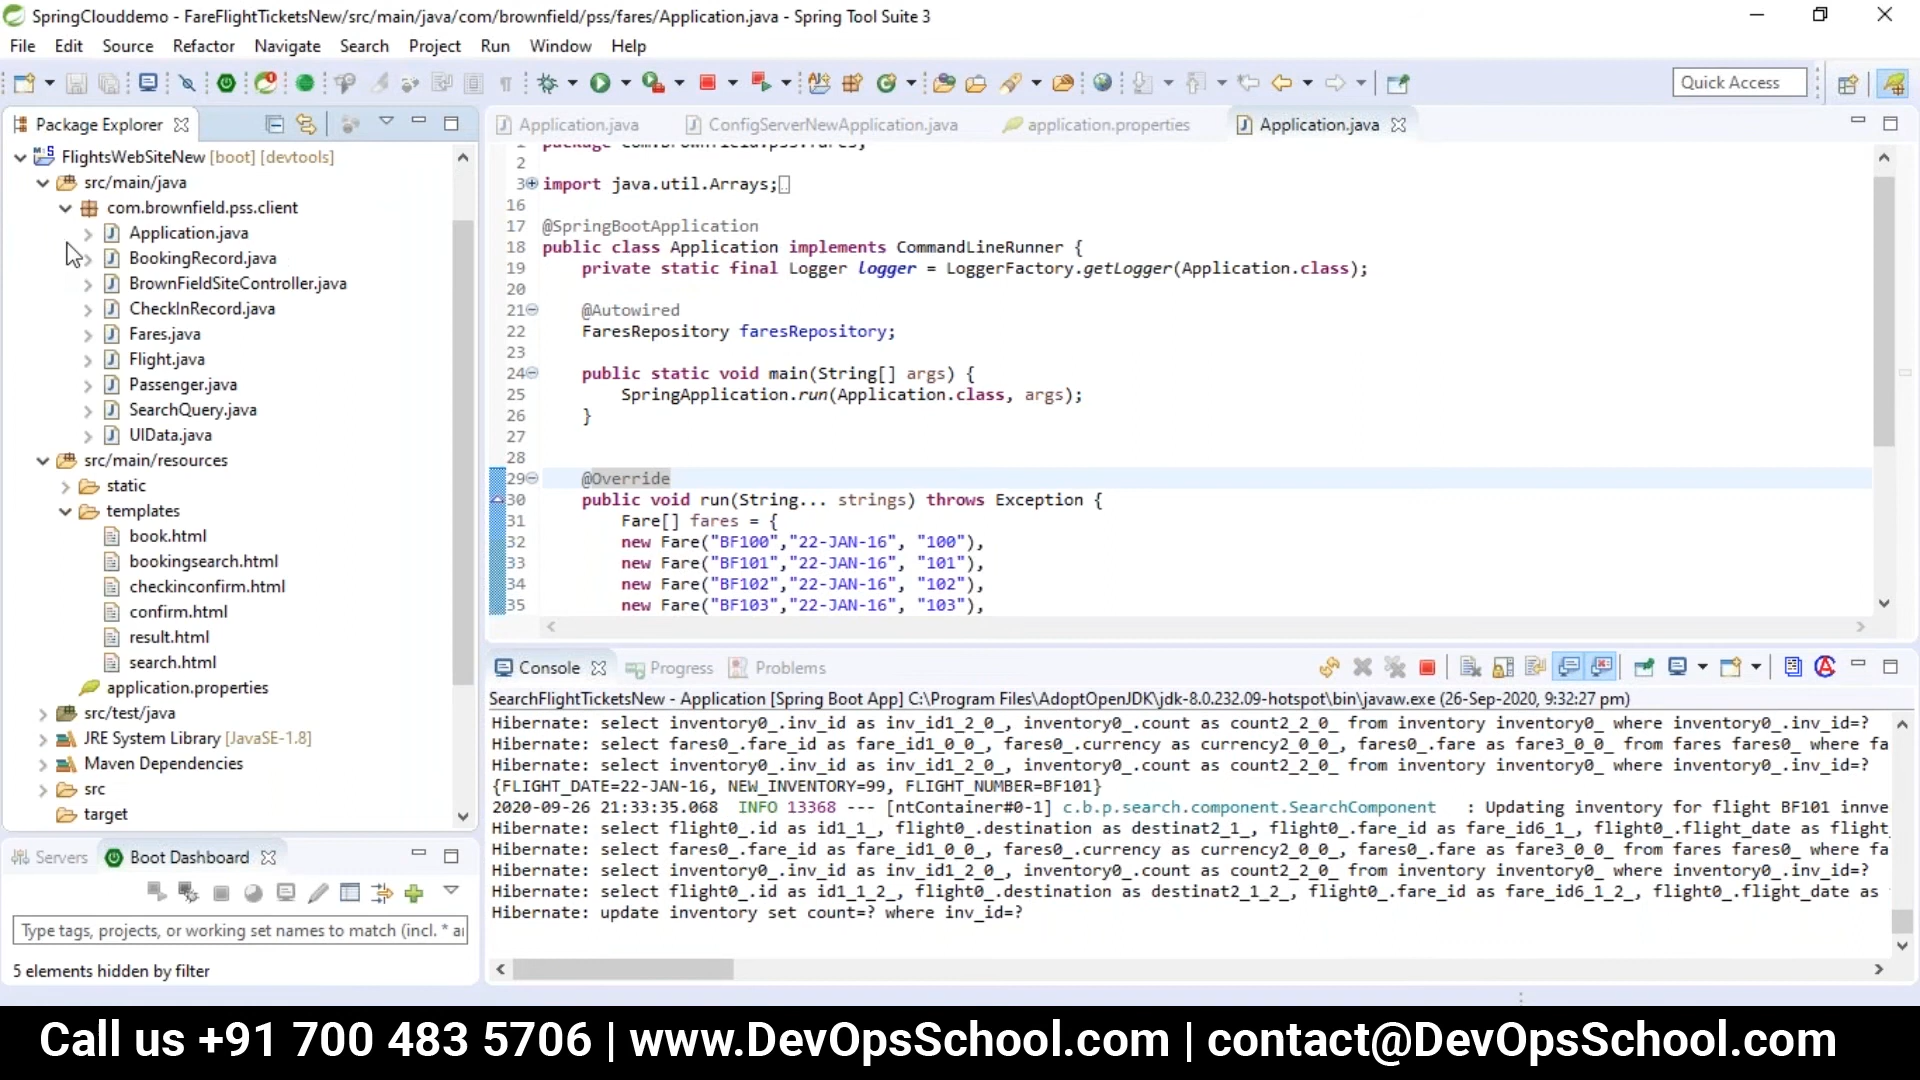 SpringClouddemo - FareFlightTicketsNew/src/main/java/com/brownfield/pss/fares/Application.java - Spring Tool Suite 3
File Edit Source Refactor Navigate Search Project Run Window Help
Quick Access
Package Explorer
FlightsWebSiteNew [boot] [devtools]
src/main/java
com.brownfield.pss.client
Application.java
BookingRecord.java
BrownFieldSiteController.java
CheckInRecord.java
Fares.java
Flight.java
Passenger.java
SearchQuery.java
UIData.java
src/main/resources
static
templates
book.html
bookingsearch.html
checkinconfirm.html
confirm.html
result.html
search.html
application.properties
src/test/java
JRE System Library [JavaSE-1.8]
Maven Dependencies
src
target
Servers Boot Dashboard
Type tags, projects, or working set names to match (incl. *
5 elements hidden by filter
Application.java ConfigServerNewApplication.java application.properties Application.java
package com.brownfield.pss.fares;
2
3 import java.util.Arrays;
16
17 @SpringBootApplication
18 public class Application implements CommandLineRunner {
19 private static final Logger logger = LoggerFactory.getLogger(Application.class);
20
21 @Autowired
22 FaresRepository faresRepository;
23
24 public static void main(String[] args) {
25 SpringApplication.run(Application.class, args);
26 }
27
28
29 @Override
30 public void run(String... strings) throws Exception {
31 Fare[] fares = {
32 new Fare("BF100","22-JAN-16", "100"),
33 new Fare("BF101","22-JAN-16", "101"),
34 new Fare("BF102","22-JAN-16", "102"),
35 new Fare("BF103","22-JAN-16", "103"),
Console Progress Problems
SearchFlightTicketsNew - Application [Spring Boot App] C:\Program Files\AdoptOpenJDK\jdk-8.0.232.09-hotspot\bin\javaw.exe (26-Sep-2020, 9:32:27 pm)
Hibernate: select inventory0_.inv_id as inv_id1_2_0_, inventory0_.count as count2_2_0_ from inventory inventory0_ where inventory0_.inv_id=?
Hibernate: select fares0_.fare_id as fare_id1_0_0_, fares0_.currency as currency2_0_0_, fares0_.fare as fare3_0_0_ from fares fares0_ where fa
Hibernate: select inventory0_.inv_id as inv_id1_2_0_, inventory0_.count as count2_2_0_ from inventory inventory0_ where inventory0_.inv_id=?
{FLIGHT_DATE=22-JAN-16, NEW_INVENTORY=99, FLIGHT_NUMBER=BF101}
2020-09-26 21:33:35.068 INFO 13368 --- [ntContainer#0-1] c.b.p.search.component.SearchComponent : Updating inventory for flight BF101 innve
Hibernate: select flight0_.id as id1_1_, flight0_.destination as destinat2_1_, flight0_.fare_id as fare_id6_1_, flight0_.flight_date as flight_
Hibernate: select fares0_.fare_id as fare_id1_0_0_, fares0_.currency as currency2_0_0_, fares0_.fare as fare3_0_0_ from fares fares0_ where fa
Hibernate: select inventory0_.inv_id as inv_id1_2_0_, inventory0_.count as count2_2_0_ from inventory inventory0_ where inventory0_.inv_id=?
Hibernate: select flight0_.id as id1_1_2_, flight0_.destination as destinat2_1_2_, flight0_.fare_id as fare_id6_1_2_, flight0_.flight_date as
Hibernate: update inventory set count=? where inv_id=?
Call us +91 700 483 5706 | www.DevOpsSchool.com | contact@DevOpsSchool.com